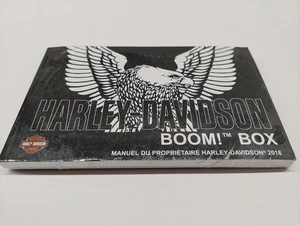 HARLEY-DAVIDSON
BOOM!™ BOX
MANUEL DU PROPRIÉTAIRE HARLEY-DAVIDSON® 2018